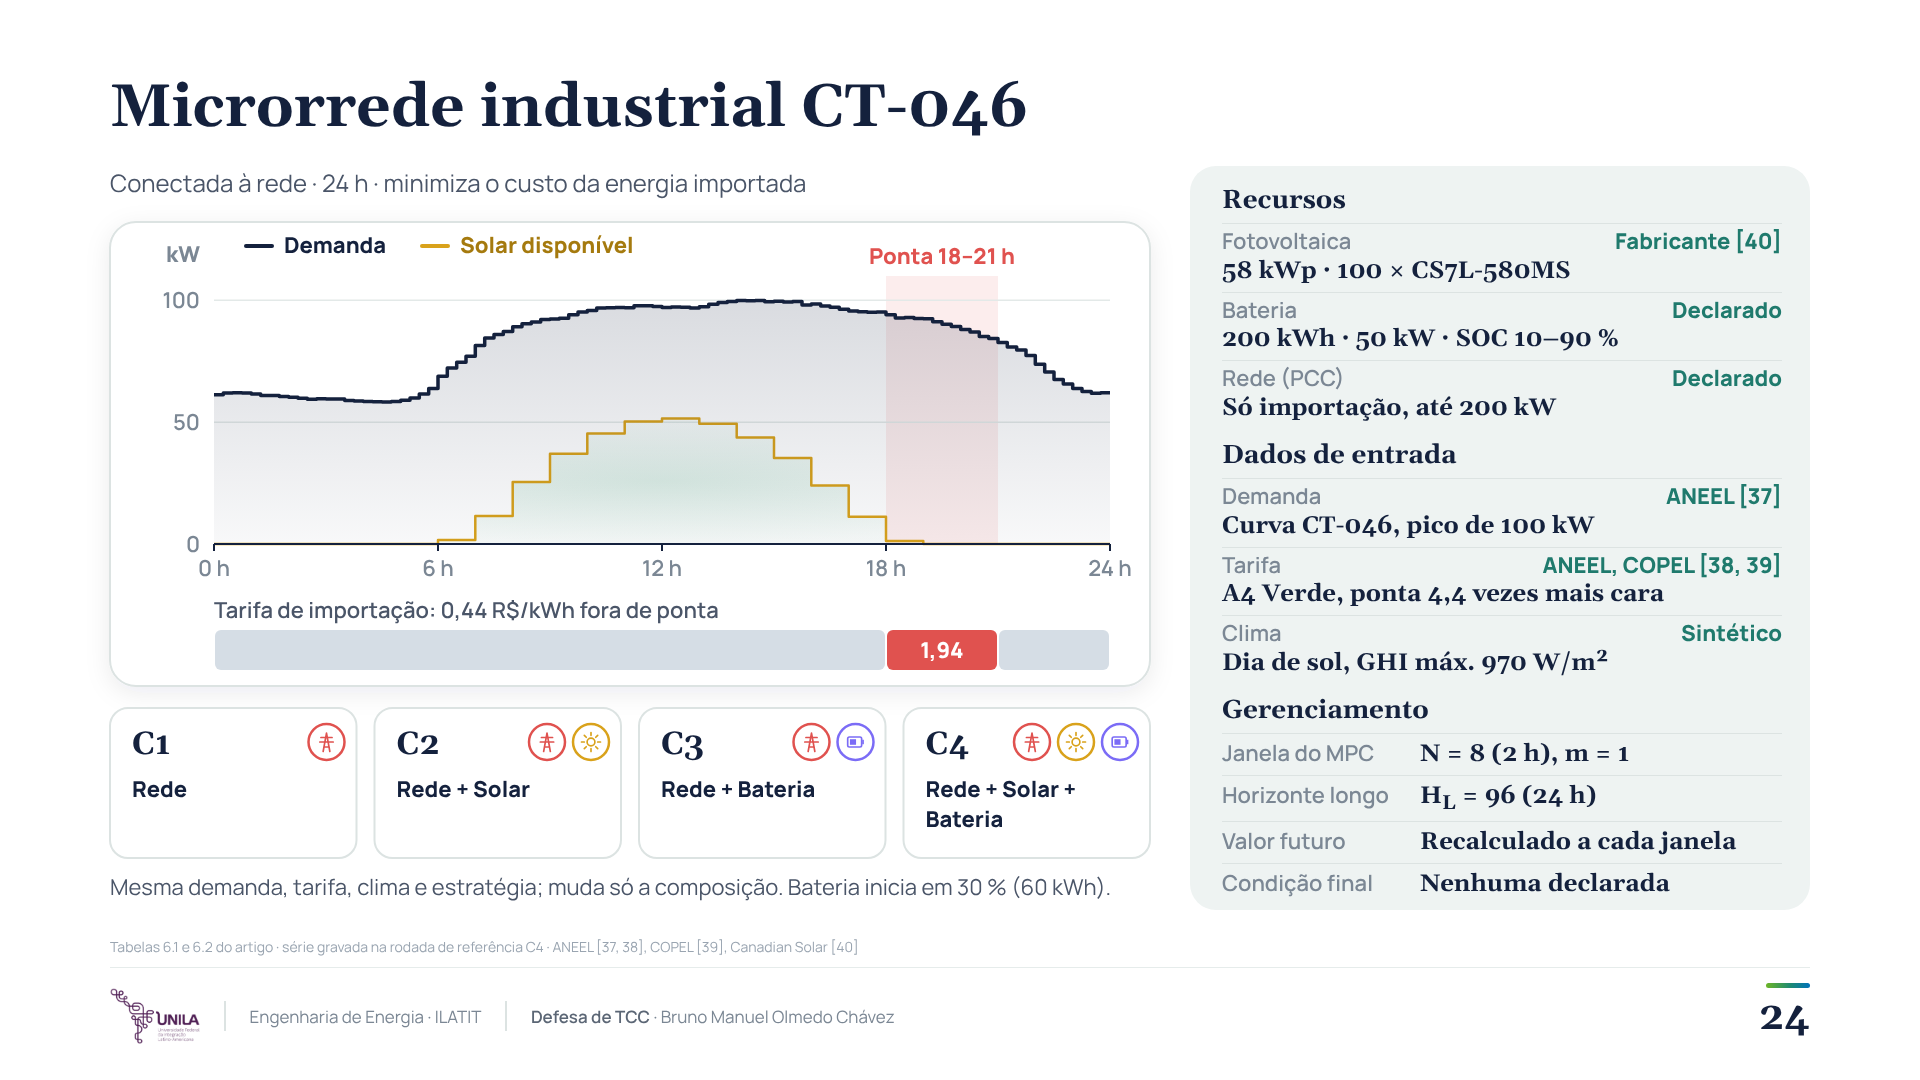 Microrrede industrial CT-046
Conectada à rede · 24 h · minimiza o custo da energia importada
kW
Demanda
Solar disponível
Ponta 18–21 h
100
50
0
0 h
6 h
12 h
18 h
24 h
Tarifa de importação: 0,44 R$/kWh fora de ponta
1,94
C1
Rede
C2
Rede + Solar
C3
Rede + Bateria
C4
Rede + Solar +
Bateria
Mesma demanda, tarifa, clima e estratégia; muda só a composição. Bateria inicia em 30 % (60 kWh).
Recursos
Fotovoltaica Fabricante [40]
58 kWp · 100 × CS7L-580MS
Bateria Declarado
200 kWh · 50 kW · SOC 10–90 %
Rede (PCC) Declarado
Só importação, até 200 kW
Dados de entrada
Demanda ANEEL [37]
Curva CT-046, pico de 100 kW
Tarifa ANEEL, COPEL [38, 39]
A4 Verde, ponta 4,4 vezes mais cara
Clima Sintético
Dia de sol, GHI máx. 970 W/m²
Gerenciamento
Janela do MPC N = 8 (2 h), m = 1
Horizonte longo H_L = 96 (24 h)
Valor futuro Recalculado a cada janela
Condição final Nenhuma declarada
Tabelas 6.1 e 6.2 do artigo · série gravada na rodada de referência C4 · ANEEL [37, 38], COPEL [39], Canadian Solar [40]
UNILA
Engenharia de Energia · ILATIT
Defesa de TCC · Bruno Manuel Olmedo Chávez
24